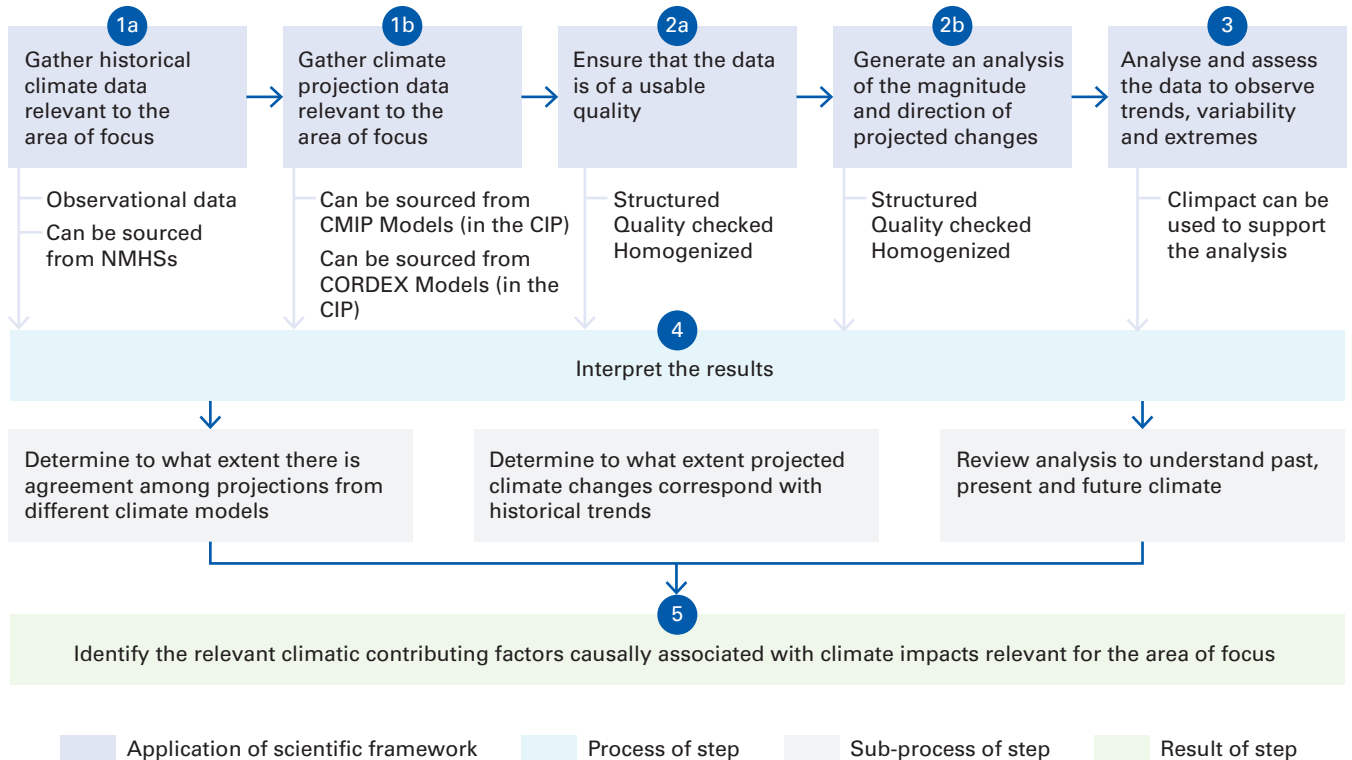 1a
Gather historical
climate data
relevant to the
area of focus
Observational data
Can be sourced
from NMHSs
1b
Gather climate
projection data
relevant to the
area of focus
Can be sourced from
CMIP Models (in the CIP)
Can be sourced from
CORDEX Models (in the
CIP)
2a
Ensure that the data
is of a usable
quality
Structured
Quality checked
Homogenized
2b
Generate an analysis
of the magnitude
and direction of
projected changes
Structured
Quality checked
Homogenized
3
Analyse and assess
the data to observe
trends, variability
and extremes
Climpact can be
used to support
the analysis
4
Interpret the results
Determine to what extent there is
agreement among projections from
different climate models
Determine to what extent projected
climate changes correspond with
historical trends
Review analysis to understand past,
present and future climate
5
Identify the relevant climatic contributing factors causally associated with climate impacts relevant for the area of focus
Application of scientific framework
Process of step
Sub-process of step
Result of step